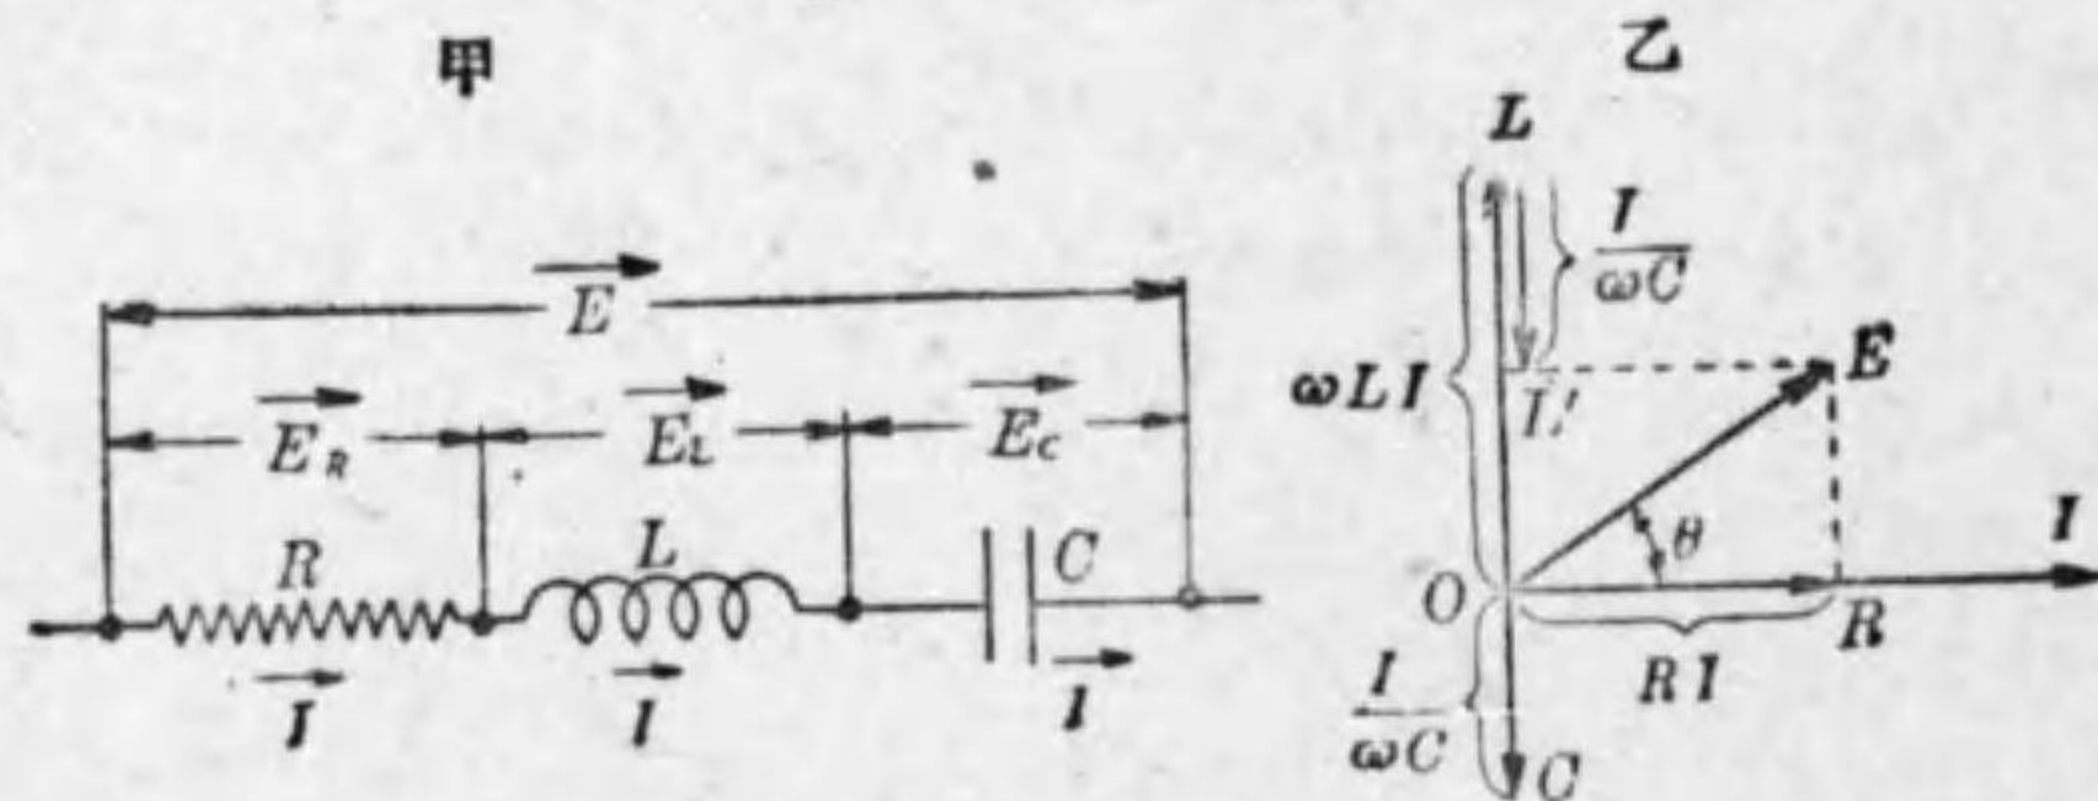 甲
E
E_R E_L E_C
R L C
I I I
乙
L
I/ωC
ωLI
E
L'
θ
I
O
R
RI
I/ωC
C